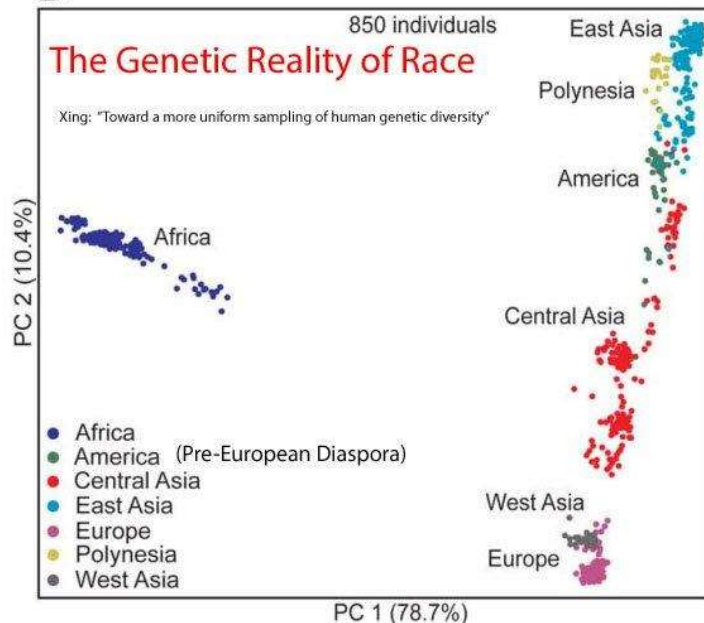 850 individuals
East Asia
The Genetic Reality of Race
Polynesia
Xing: "Toward a more uniform sampling of human genetic diversity"
America
Africa
PC 2 (10.4%)
Central Asia
Africa
America (Pre-European Diaspora)
Central Asia
East Asia
Europe
Polynesia
West Asia
West Asia
Europe
PC 1 (78.7%)